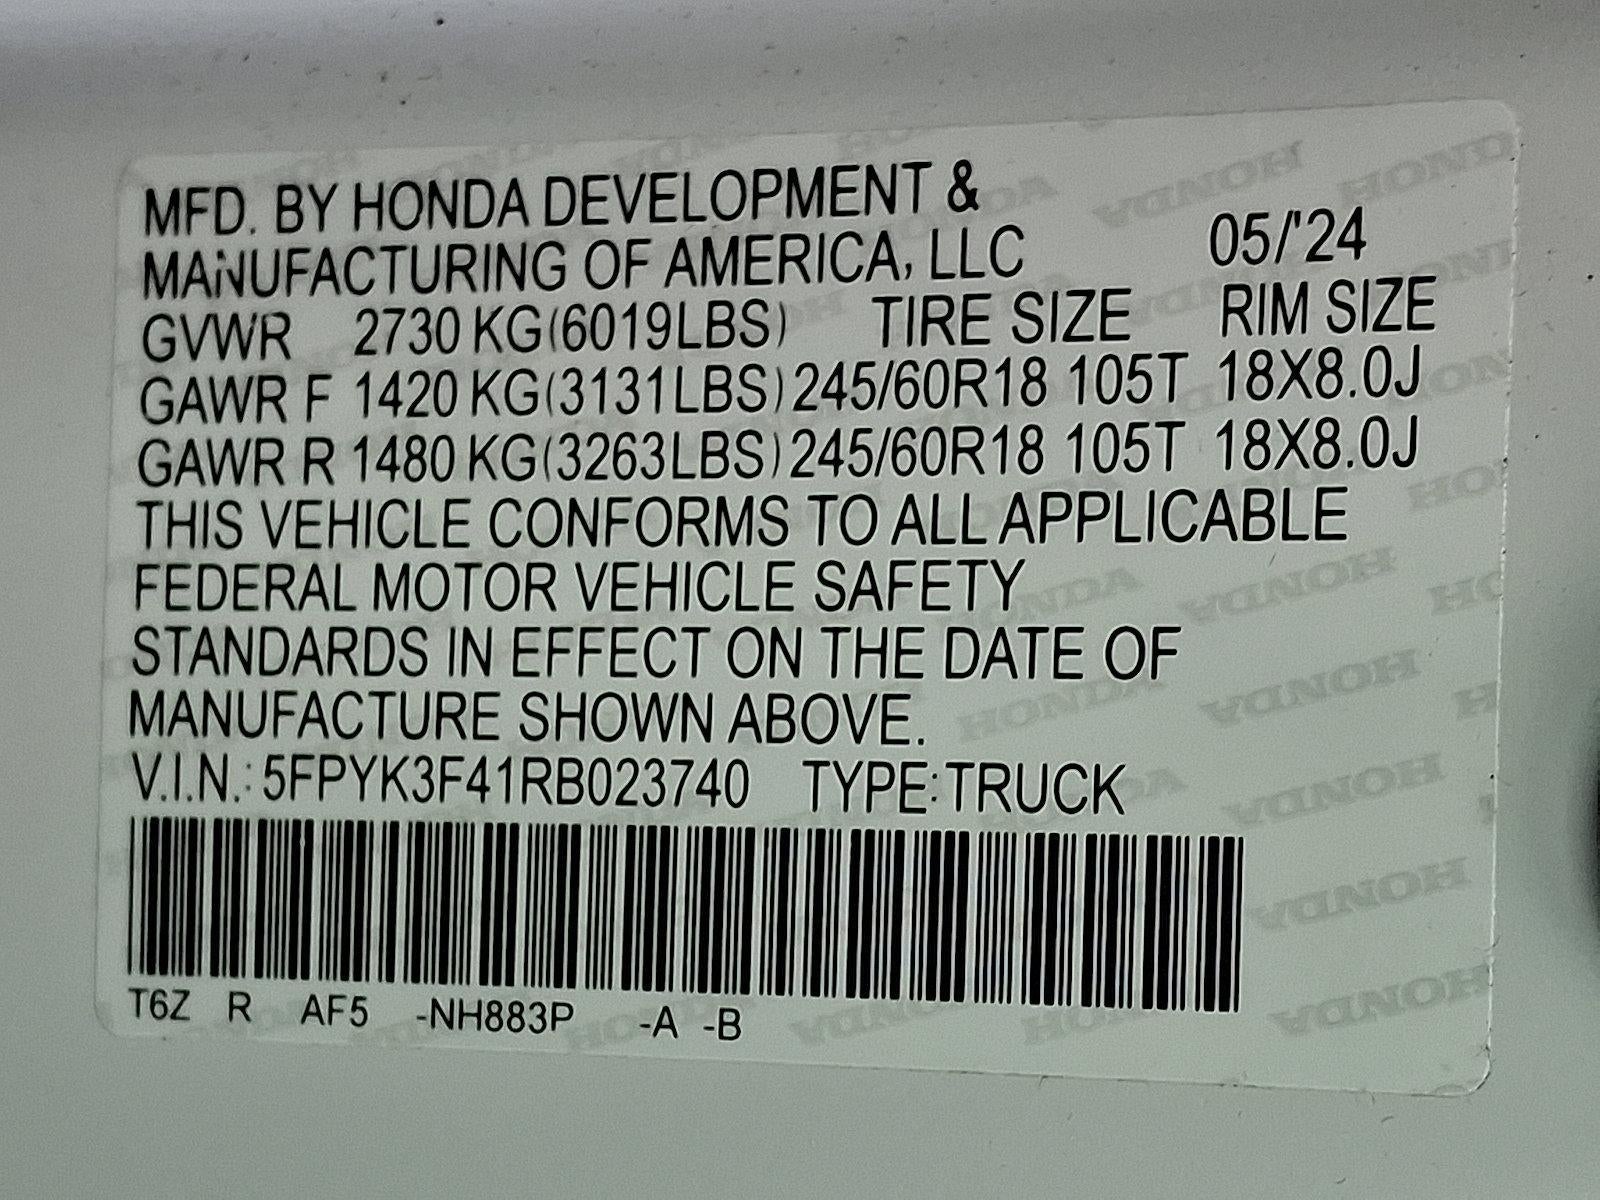 MFD. BY HONDA DEVELOPMENT &
MANUFACTURING OF AMERICA, LLC 05/'24
GVWR 2730 KG(6019LBS) TIRE SIZE RIM SIZE
GAWR F 1420 KG(3131LBS) 245/60R18 105T 18X8.0J
GAWR R 1480 KG(3263LBS) 245/60R18 105T 18X8.0J
THIS VEHICLE CONFORMS TO ALL APPLICABLE
FEDERAL MOTOR VEHICLE SAFETY
STANDARDS IN EFFECT ON THE DATE OF
MANUFACTURE SHOWN ABOVE.
V.I.N.: 5FPYK3F41RB023740 TYPE:TRUCK
T6Z R AF5 -NH883P -A -B